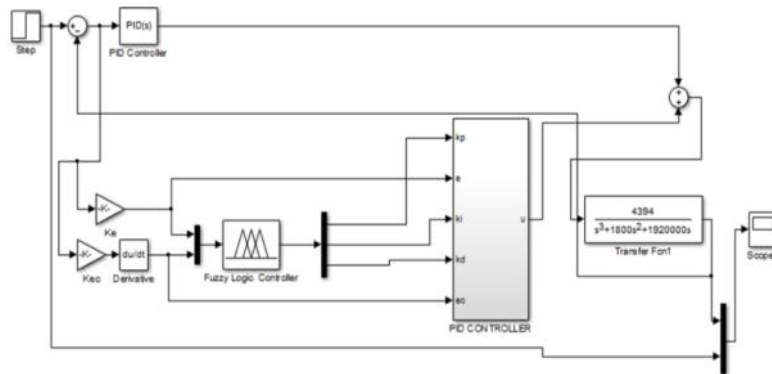 Step
+
−
PID(s)
PID Controller
+
+
kp
e
ki
kd
ec
u
PID CONTROLLER
-K-
Ke
-K-
Kec
du/dt
Derivative
Fuzzy Logic Controller
4394
s³+1800s²+1920000s
Transfer Fcn1
Scope